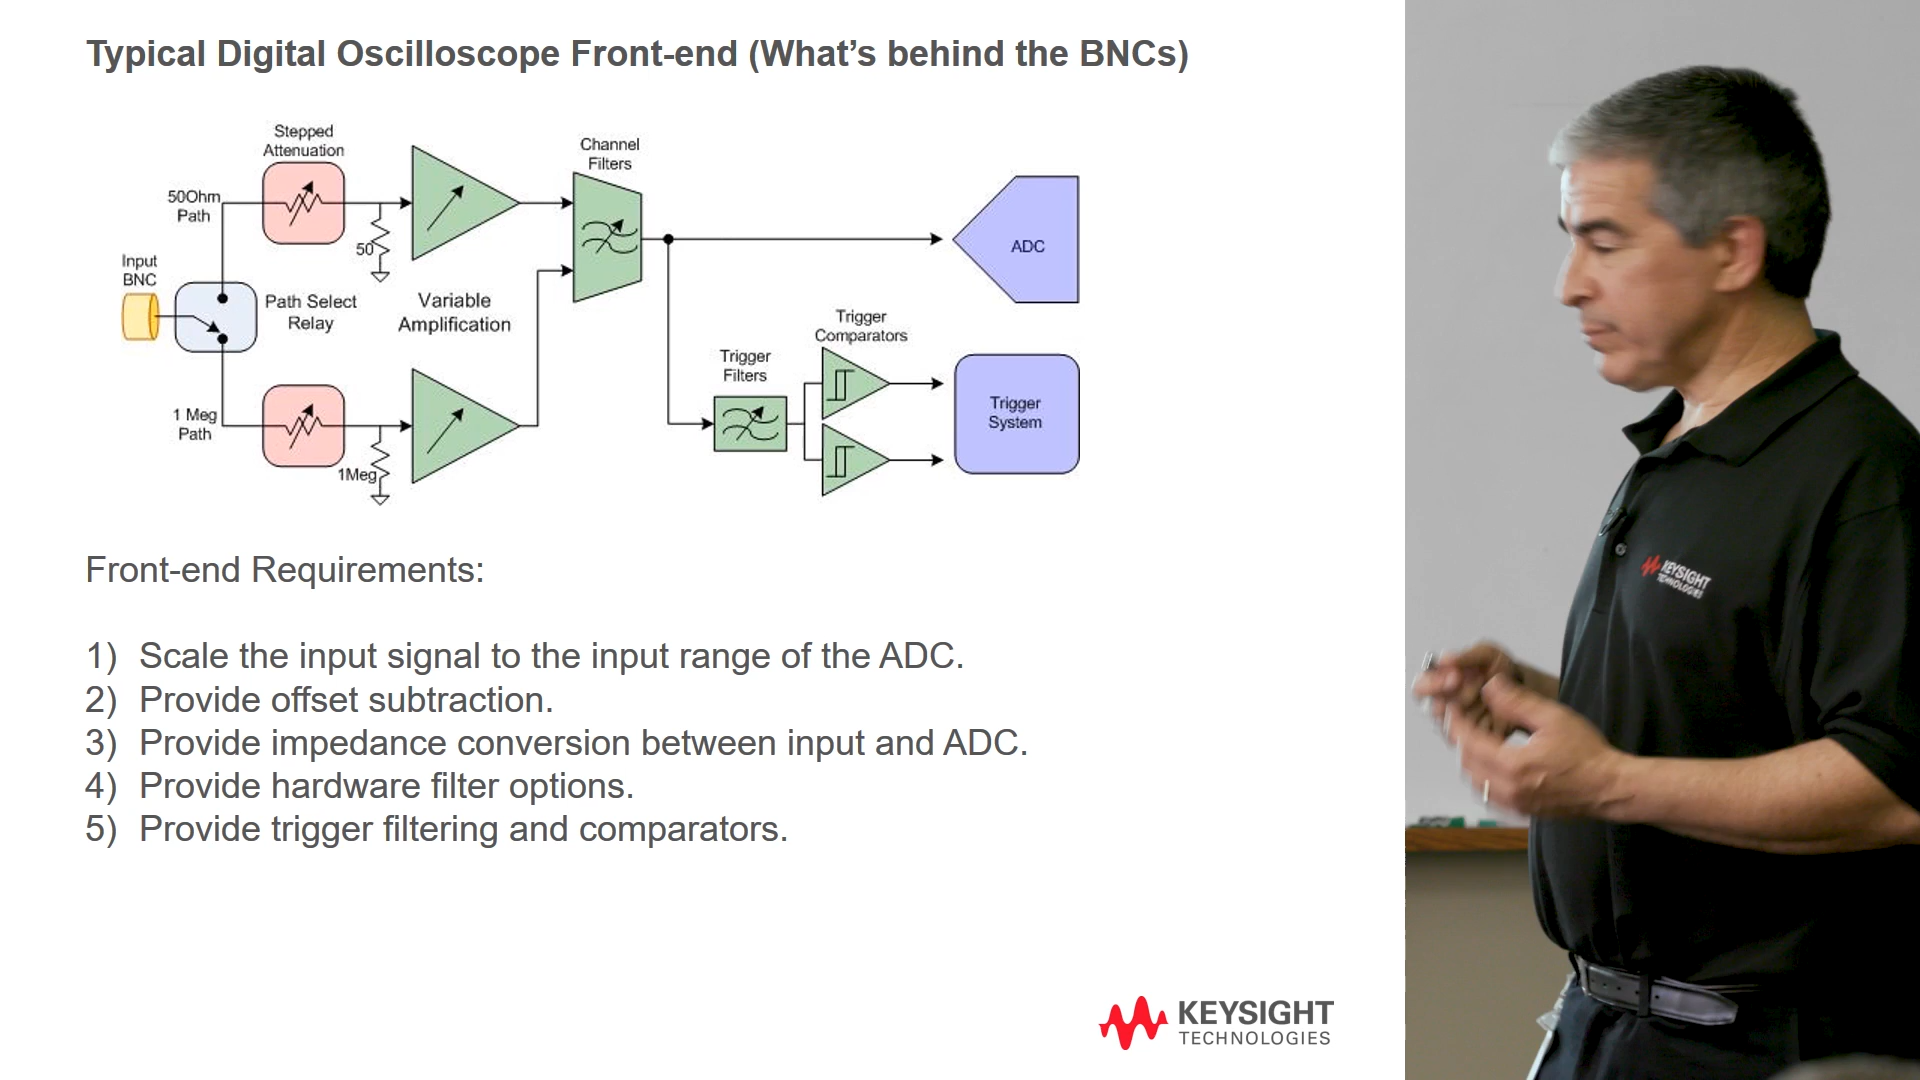 Typical Digital Oscilloscope Front-end (What’s behind the BNCs)
Stepped
Attenuation
Channel
Filters
50Ohm
Path
50
ADC
Input
BNC
Path Select
Relay
Variable
Amplification
Trigger
Comparators
Trigger
Filters
Trigger
System
1 Meg
Path
1Meg
Front-end Requirements:
1) Scale the input signal to the input range of the ADC.
2) Provide offset subtraction.
3) Provide impedance conversion between input and ADC.
4) Provide hardware filter options.
5) Provide trigger filtering and comparators.
KEYSIGHT
TECHNOLOGIES
KEYSIGHT
TECHNOLOGIES